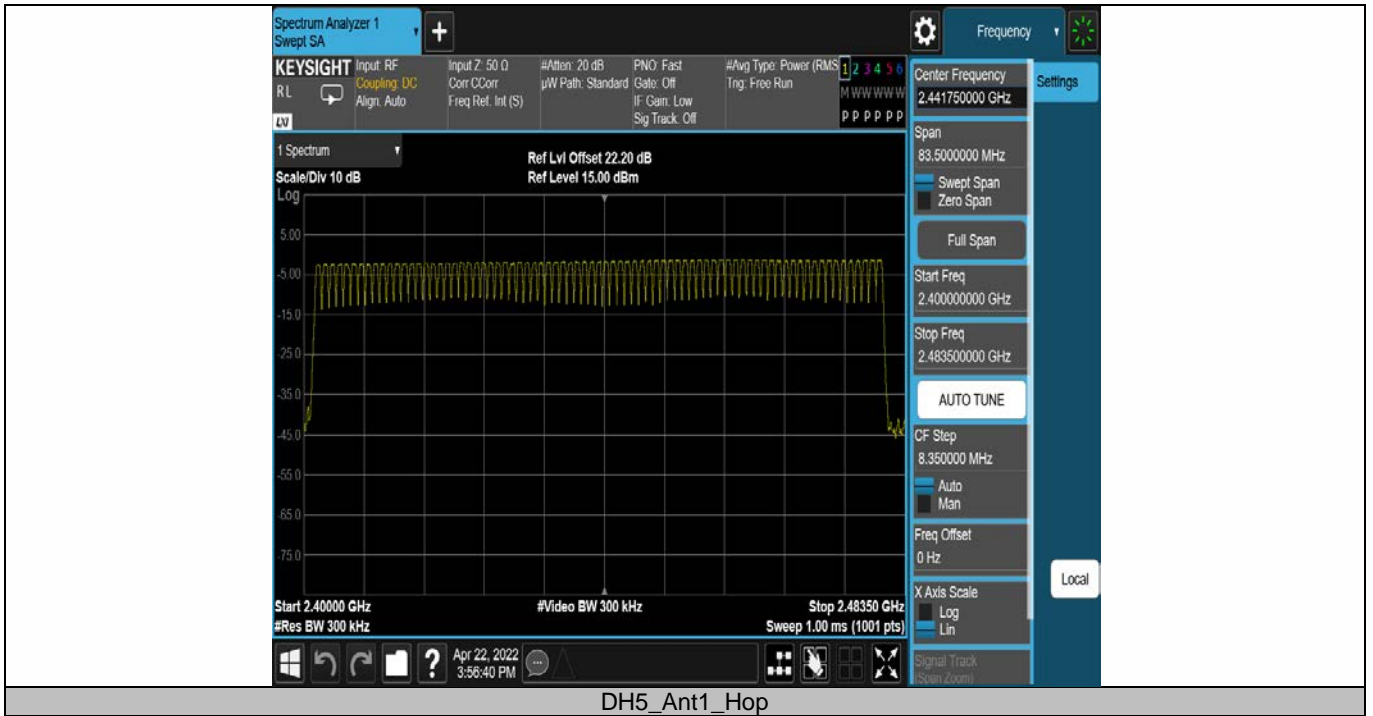 Spectrum Analyzer 1
Swept SA
+
Frequency
KEYSIGHT
RL
LXI
Input: RF
Coupling: DC
Align: Auto
Input Z: 50 Ω
Corr CCorr
Freq Ref: Int (S)
#Atten: 20 dB
µW Path: Standard
PNO: Fast
Gate: Off
IF Gain: Low
Sig Track: Off
#Avg Type: Power (RMS
Trig: Free Run
1 2 3 4 5 6
M W W W W W
P P P P P P
Center Frequency
2.441750000 GHz
Settings
Span
83.5000000 MHz
Swept Span
Zero Span
Full Span
Start Freq
2.400000000 GHz
Stop Freq
2.483500000 GHz
AUTO TUNE
CF Step
8.350000 MHz
Auto
Man
Freq Offset
0 Hz
X Axis Scale
Log
Lin
Signal Track
(Span Zoom)
Local
1 Spectrum
Scale/Div 10 dB
Ref Lvl Offset 22.20 dB
Ref Level 15.00 dBm
Log
5.00
-5.00
-15.0
-25.0
-35.0
-45.0
-55.0
-65.0
-75.0
Start 2.40000 GHz
#Video BW 300 kHz
Stop 2.48350 GHz
#Res BW 300 kHz
Sweep 1.00 ms (1001 pts)
?
Apr 22, 2022
3:56:40 PM
DH5_Ant1_Hop